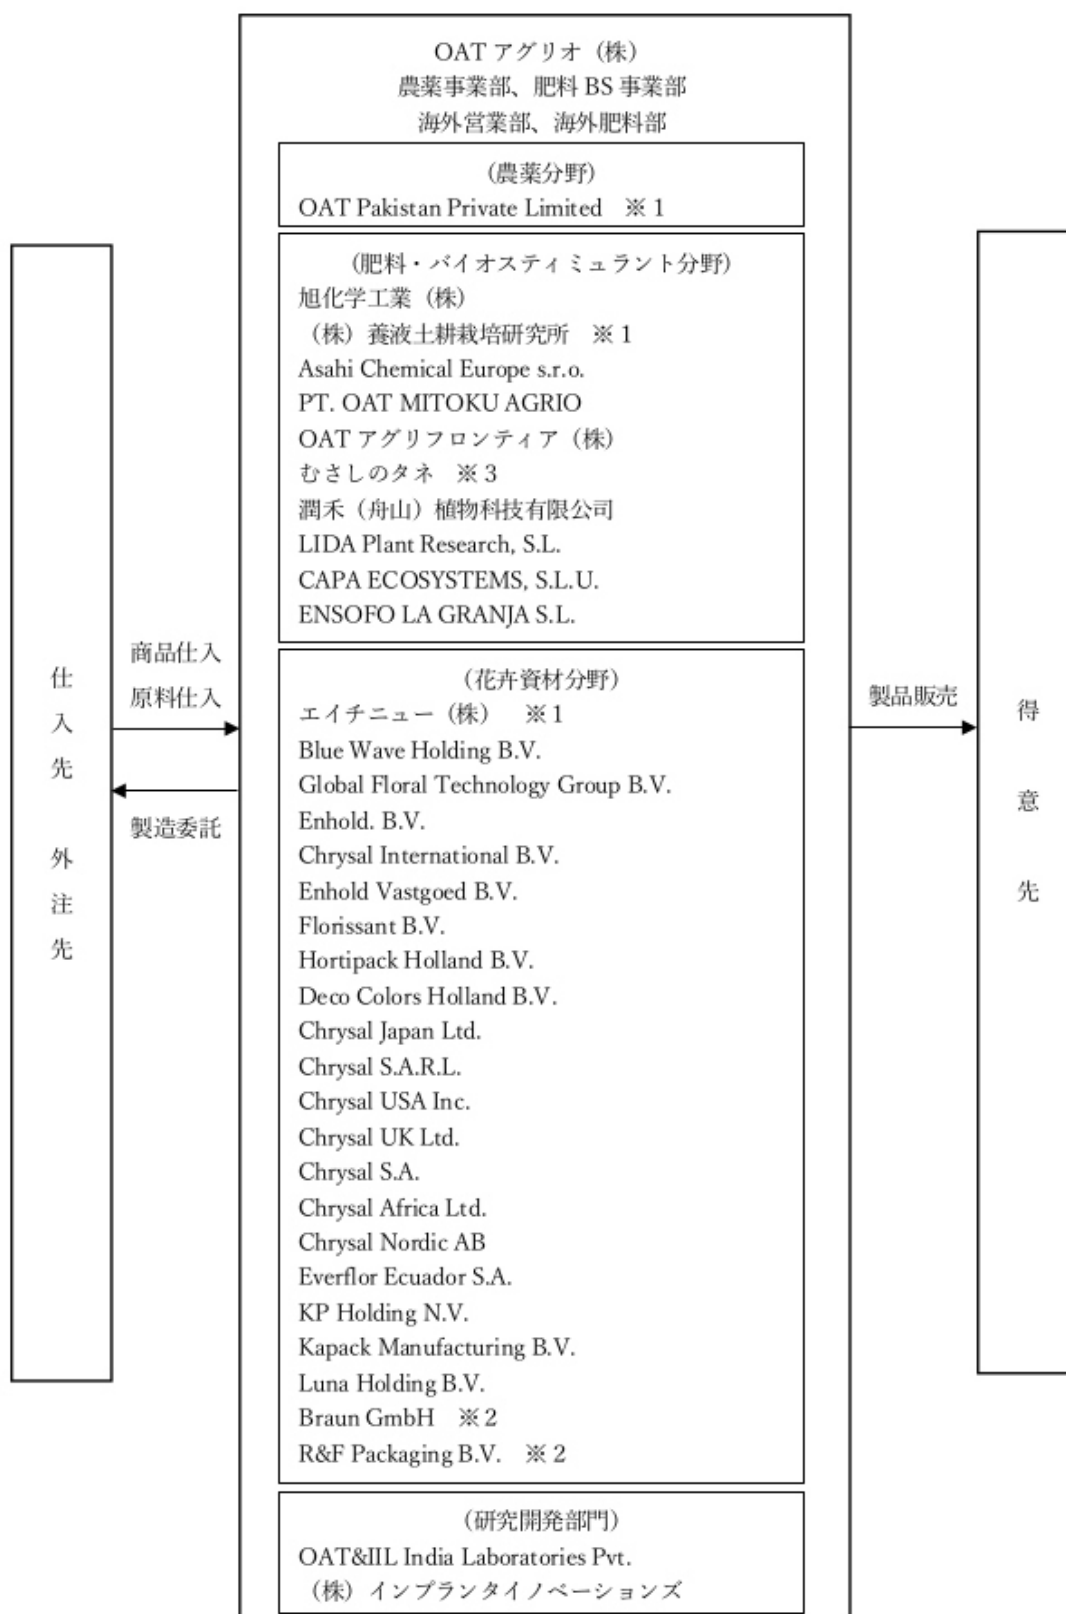 OAT アグリオ（株）
農薬事業部、肥料 BS 事業部
海外営業部、海外肥料部
（農薬分野）
OAT Pakistan Private Limited　※１
（肥料・バイオスティミュラント分野）
旭化学工業（株）
（株）養液土耕栽培研究所　※１
Asahi Chemical Europe s.r.o.
PT. OAT MITOKU AGRIO
OAT アグリフロンティア（株）
むさしのタネ　※３
潤禾（舟山）植物科技有限公司
LIDA Plant Research, S.L.
CAPA ECOSYSTEMS, S.L.U.
ENSOFO LA GRANJA S.L.
（花卉資材分野）
エイチニュー（株）　※１
Blue Wave Holding B.V.
Global Floral Technology Group B.V.
Enhold. B.V.
Chrysal International B.V.
Enhold Vastgoed B.V.
Florissant B.V.
Hortipack Holland B.V.
Deco Colors Holland B.V.
Chrysal Japan Ltd.
Chrysal S.A.R.L.
Chrysal USA Inc.
Chrysal UK Ltd.
Chrysal S.A.
Chrysal Africa Ltd.
Chrysal Nordic AB
Everflor Ecuador S.A.
KP Holding N.V.
Kapack Manufacturing B.V.
Luna Holding B.V.
Braun GmbH　※２
R&F Packaging B.V.　※２
（研究開発部門）
OAT&IIL India Laboratories Pvt.
（株）インプランタイノベーションズ
仕入先　外注先
商品仕入
原料仕入
製造委託
製品販売
得意先